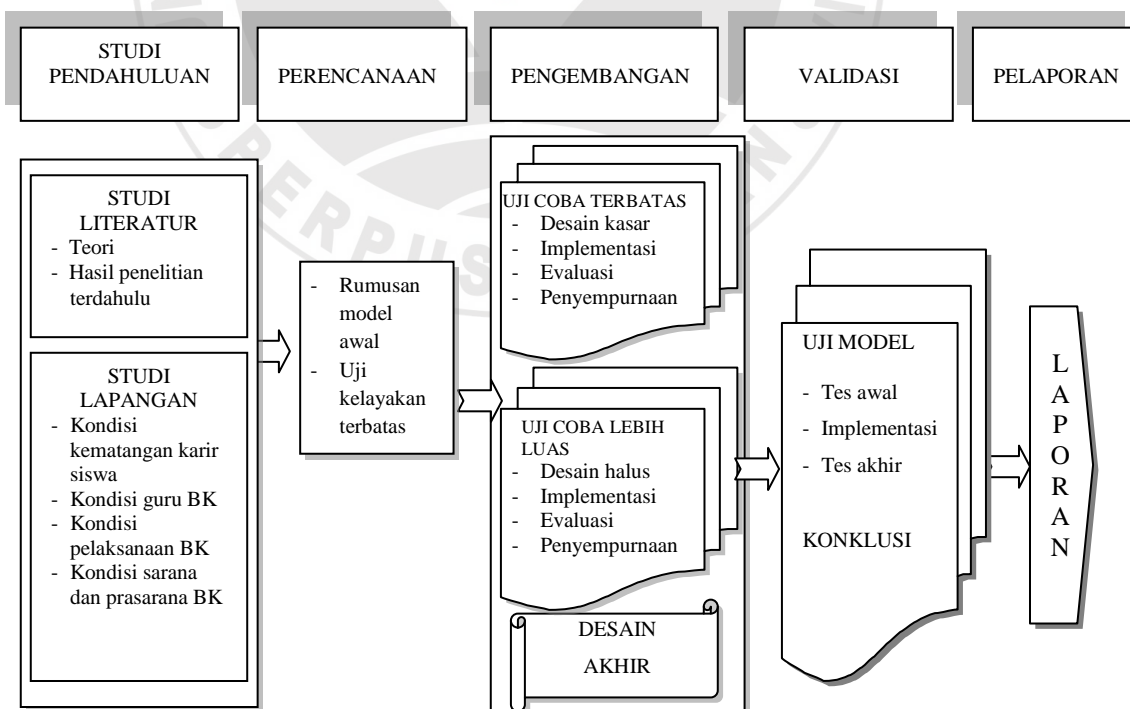 STUDI
PENDAHULUAN
PERENCANAAN
PENGEMBANGAN
VALIDASI
PELAPORAN
STUDI
LITERATUR
- Teori
- Hasil penelitian
terdahulu
STUDI
LAPANGAN
- Kondisi
kematangan karir
siswa
- Kondisi guru BK
- Kondisi
pelaksanaan BK
- Kondisi sarana
dan prasarana BK
- Rumusan
model
awal
- Uji
kelayakan
terbatas
UJI COBA TERBATAS
- Desain kasar
- Implementasi
- Evaluasi
- Penyempurnaan
UJI COBA LEBIH
LUAS
- Desain halus
- Implementasi
- Evaluasi
- Penyempurnaan
DESAIN
AKHIR
UJI MODEL
- Tes awal
- Implementasi
- Tes akhir
KONKLUSI
L
A
P
O
R
A
N